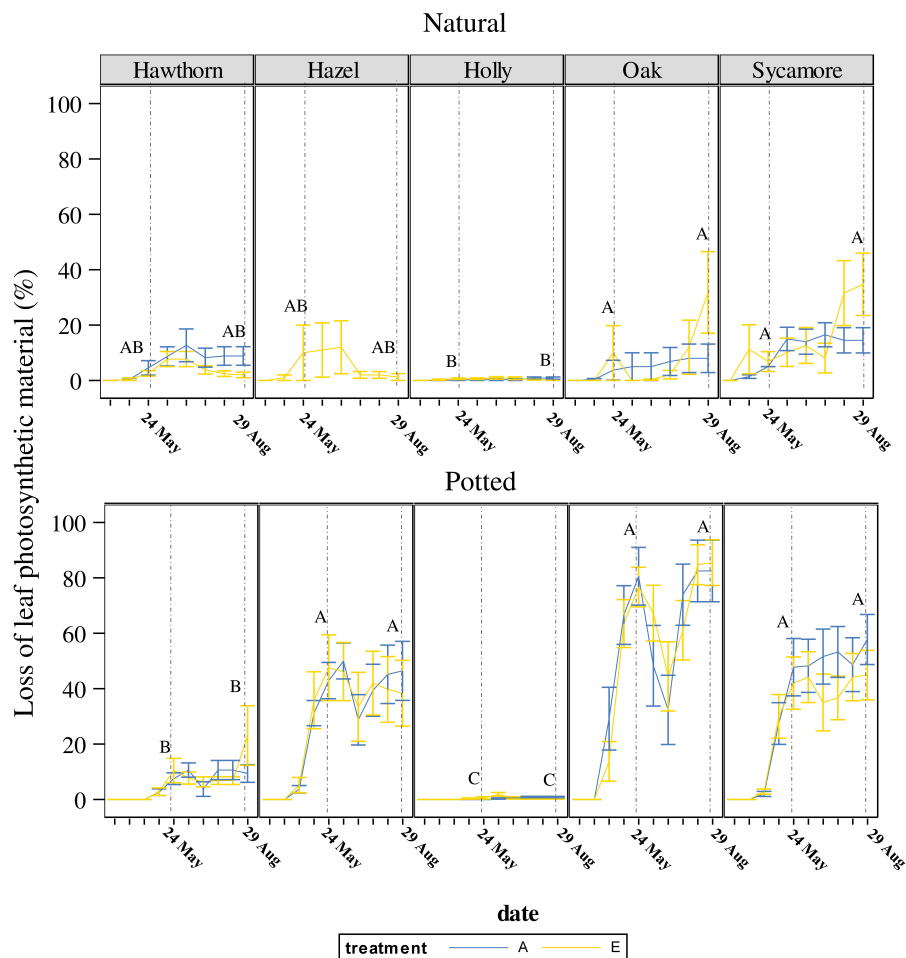 Natural
Hawthorn Hazel Holly Oak Sycamore
Loss of leaf photosynthetic material (%)
100
80
60
40
20
0
AB AB
AB AB
B B
A A
A A
24 May 29 Aug 24 May 29 Aug 24 May 29 Aug 24 May 29 Aug 24 May 29 Aug
Potted
100
80
60
40
20
0
B B
A A
C C
A A
A A
24 May 29 Aug 24 May 29 Aug 24 May 29 Aug 24 May 29 Aug 24 May 29 Aug
date
treatment A E